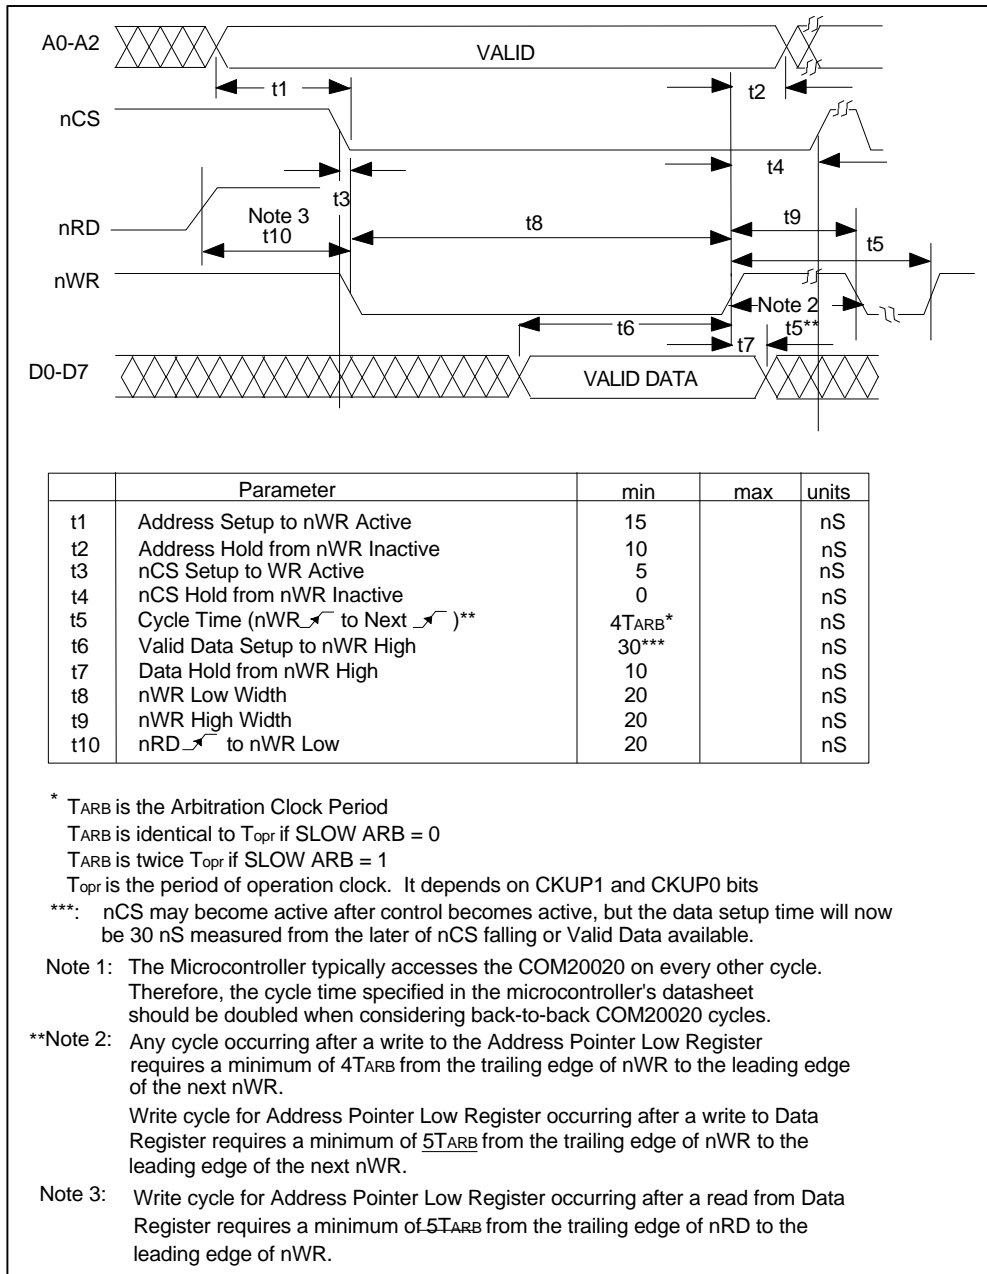 A0-A2
VALID
t1
t2
nCS
t4
t3
nRD
Note 3
t10
t8
t9
t5
nWR
Note 2
t5**
t6
t7
D0-D7
VALID DATA
Parameter min max units
t1 Address Setup to nWR Active 15 nS
t2 Address Hold from nWR Inactive 10 nS
t3 nCS Setup to WR Active 5 nS
t4 nCS Hold from nWR Inactive 0 nS
t5 Cycle Time (nWR to Next )** 4TARB* nS
t6 Valid Data Setup to nWR High 30*** nS
t7 Data Hold from nWR High 10 nS
t8 nWR Low Width 20 nS
t9 nWR High Width 20 nS
t10 nRD to nWR Low 20 nS
* TARB is the Arbitration Clock Period
TARB is identical to Topr if SLOW ARB = 0
TARB is twice Topr if SLOW ARB = 1
Topr is the period of operation clock. It depends on CKUP1 and CKUP0 bits
***: nCS may become active after control becomes active, but the data setup time will now
be 30 nS measured from the later of nCS falling or Valid Data available.
Note 1: The Microcontroller typically accesses the COM20020 on every other cycle.
Therefore, the cycle time specified in the microcontroller's datasheet
should be doubled when considering back-to-back COM20020 cycles.
**Note 2: Any cycle occurring after a write to the Address Pointer Low Register
requires a minimum of 4TARB from the trailing edge of nWR to the leading edge
of the next nWR.
Write cycle for Address Pointer Low Register occurring after a write to Data
Register requires a minimum of 5TARB from the trailing edge of nWR to the
leading edge of the next nWR.
Note 3: Write cycle for Address Pointer Low Register occurring after a read from Data
Register requires a minimum of 5TARB from the trailing edge of nRD to the
leading edge of nWR.